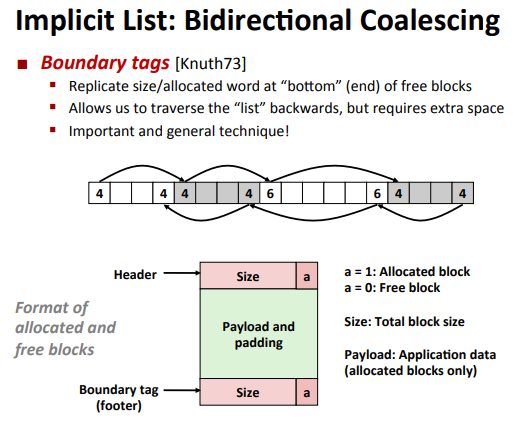 Implicit List: Bidirectional Coalescing
Boundary tags [Knuth73]
Replicate size/allocated word at “bottom” (end) of free blocks
Allows us to traverse the “list” backwards, but requires extra space
Important and general technique!
4 4 4 4 6 6 4 4
Header
Size a
a = 1: Allocated block
a = 0: Free block
Format of
allocated and
free blocks
Payload and
padding
Size: Total block size
Payload: Application data
(allocated blocks only)
Boundary tag
(footer)
Size a